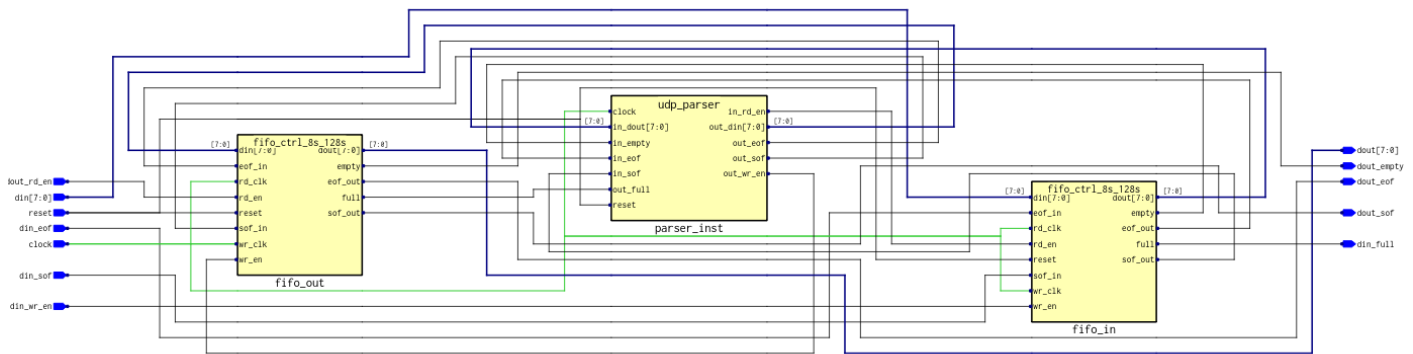 dout_rd_en
din[7:0]
reset
din_eof
clock
din_sof
din_wr_en
[7:0]
fifo_ctrl_8s_128s
[7:0]
din[7:0]
dout[7:0]
eof_in
empty
rd_clk
eof_out
rd_en
full
reset
sof_out
sof_in
wr_clk
wr_en
fifo_out
udp_parser
clock
in_rd_en
[7:0]
in_dout[7:0]
out_din[7:0]
[7:0]
in_empty
out_eof
in_eof
out_sof
in_sof
out_wr_en
out_full
reset
parser_inst
fifo_ctrl_8s_128s
[7:0]
din[7:0]
dout[7:0]
[7:0]
eof_in
empty
rd_clk
eof_out
rd_en
full
reset
sof_out
sof_in
wr_clk
wr_en
fifo_in
dout[7:0]
dout_empty
dout_eof
dout_sof
din_full